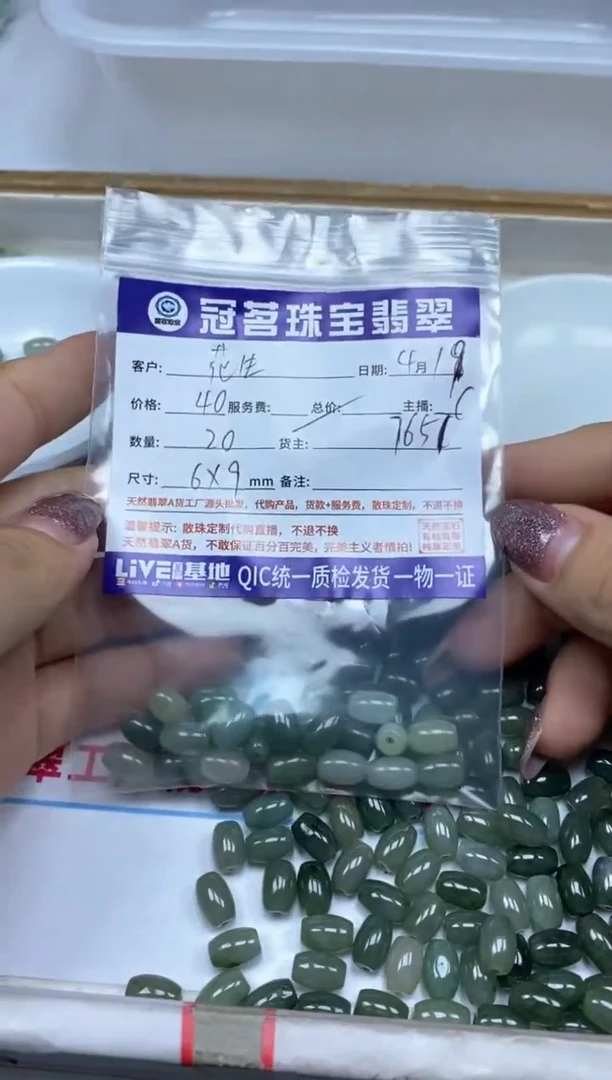 冠茗珠宝翡翠
客户: 花生 日期: 4月19
价格: 40 服务费: 总价: 主播:
数量: 20 货主: 7651
尺寸: 6X9 mm 备注:
天然翡翠A货工厂源头批发,代购产品,货款+服务费,散珠定制,不退不换
温馨提示: 散珠定制代购直播,不退不换
天然翡翠A货,不敢保证百分百完美,完美主义者慎拍!
LiVE 基地 QIC统一质检发货一物一证
翠工